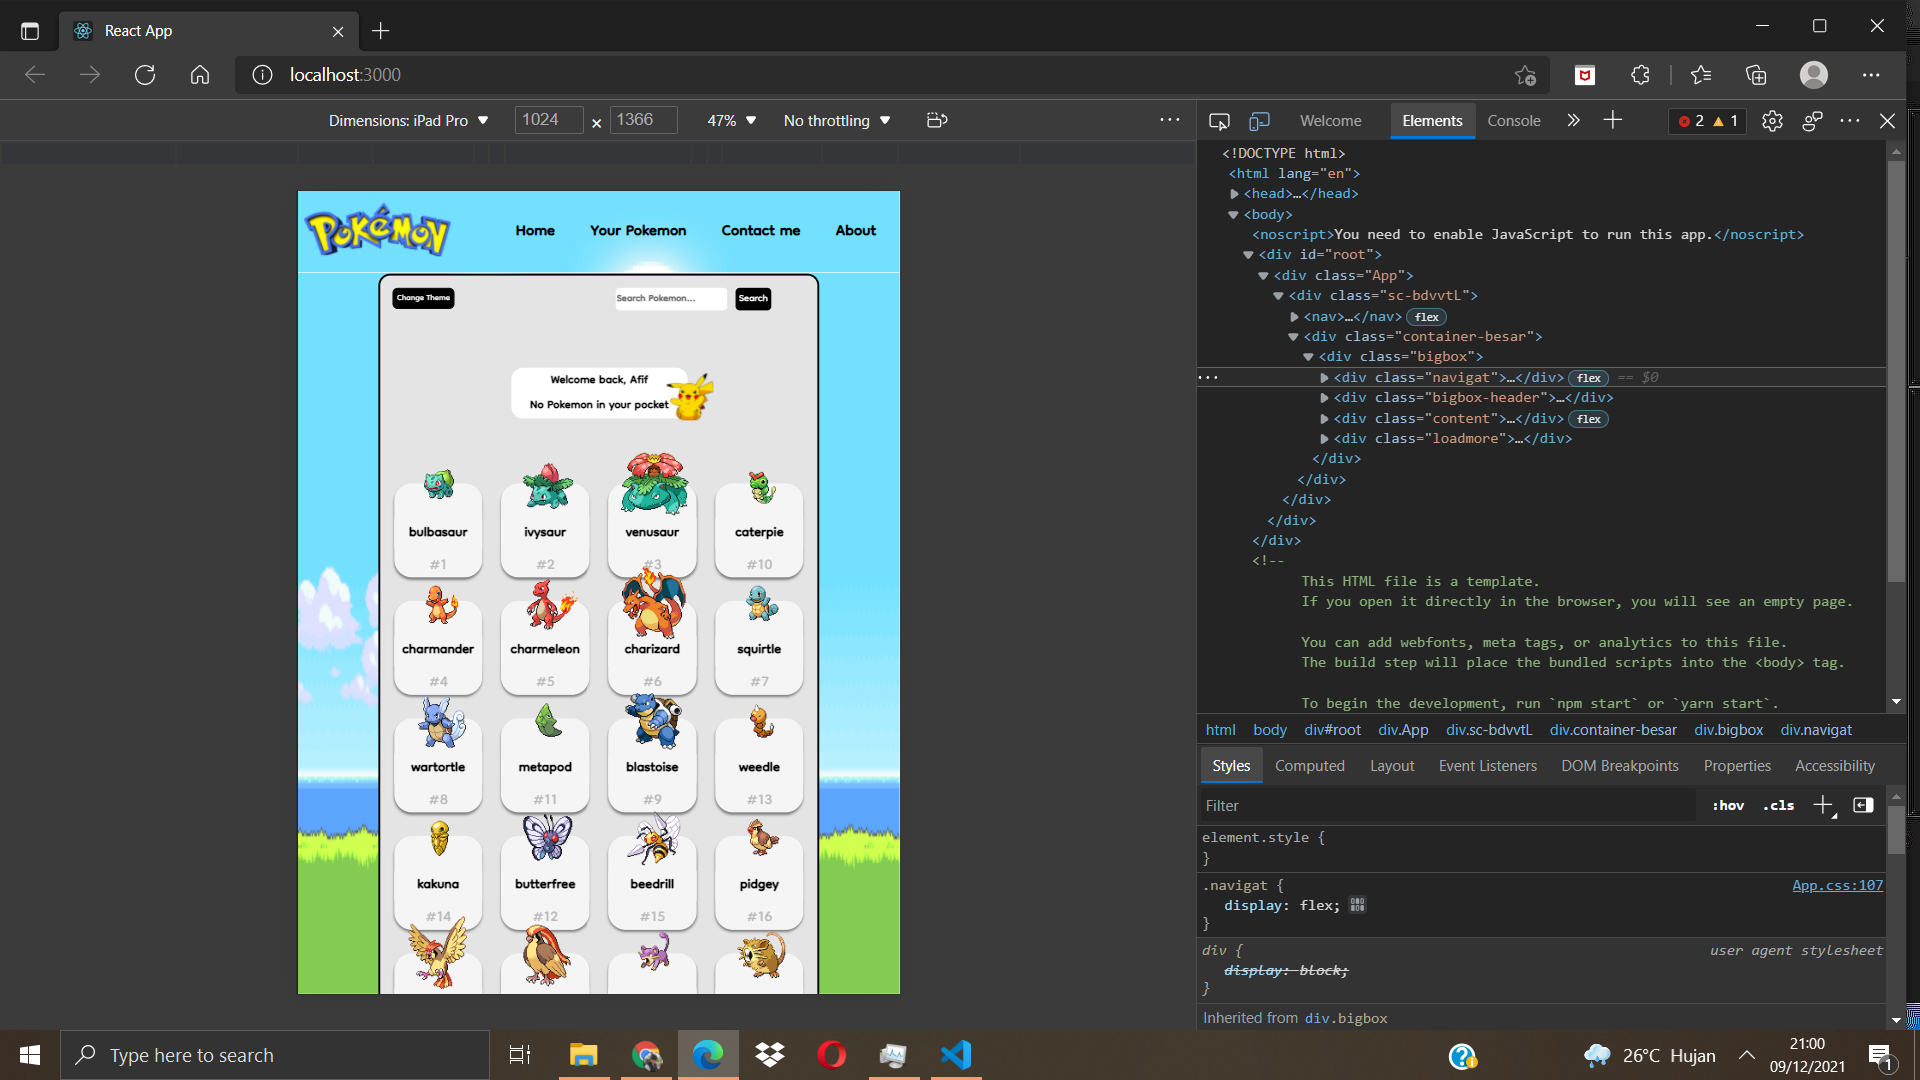 React App
localhost:3000
Dimensions: iPad Pro 1024 × 1366 47% No throttling
Welcome Elements Console 2 1
POKéMON
Home Your Pokemon Contact me About
Change Theme Search Pokemon... Search
Welcome back, Afif
No Pokemon in your pocket
bulbasaur ivysaur venusaur caterpie
#1 #2 #3 #10
charmander charmeleon charizard squirtle
#4 #5 #6 #7
wartortle metapod blastoise weedle
#8 #11 #9 #13
kakuna butterfree beedrill pidgey
#14 #12 #15 #16
<!DOCTYPE html>
<html lang="en">
<head>…</head>
<body>
<noscript>You need to enable JavaScript to run this app.</noscript>
<div id="root">
<div class="App">
<div class="sc-bdvvtL">
<nav>…</nav> flex
<div class="container-besar">
<div class="bigbox">
<div class="navigat">…</div> flex == $0
<div class="bigbox-header">…</div>
<div class="content">…</div> flex
<div class="loadmore">…</div>
</div>
</div>
</div>
</div>
</div>
<!--
This HTML file is a template.
If you open it directly in the browser, you will see an empty page.
You can add webfonts, meta tags, or analytics to this file.
The build step will place the bundled scripts into the <body> tag.
To begin the development, run `npm start` or `yarn start`.
html body div#root div.App div.sc-bdvvtL div.container-besar div.bigbox div.navigat
Styles Computed Layout Event Listeners DOM Breakpoints Properties Accessibility
Filter :hov .cls
element.style {
}
.navigat { App.css:107
display: flex;
}
div { user agent stylesheet
display: block;
}
Inherited from div.bigbox
Type here to search
26°C Hujan
21:00
09/12/2021
1